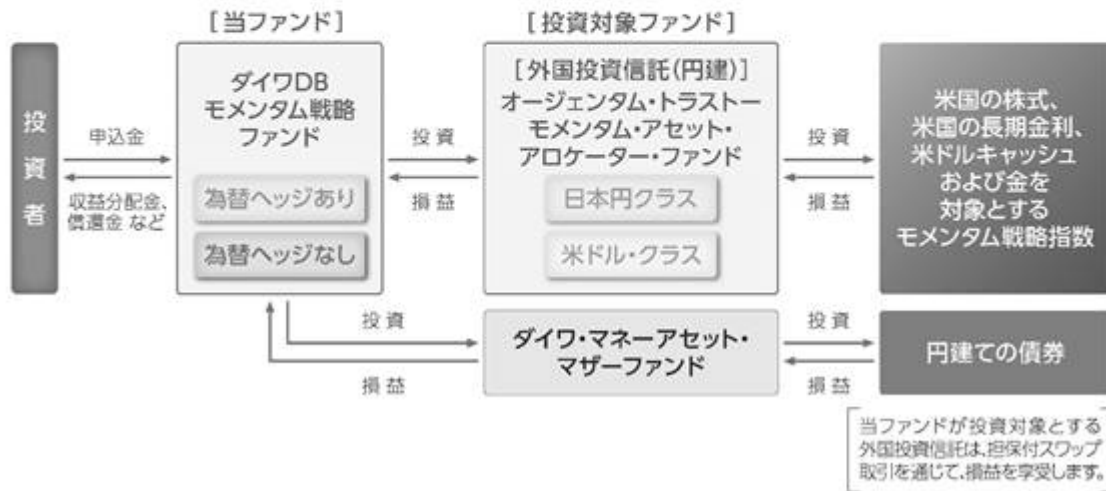 [当ファンド]
[投資対象ファンド]
投資者
申込金
収益分配金、
償還金 など
ダイワDB
モメンタム戦略
ファンド
為替ヘッジあり
為替ヘッジなし
投資
損益
[外国投資信託(円建)]
オージェンタム・トラストー
モメンタム・アセット・
アロケーター・ファンド
日本円クラス
米ドル・クラス
投資
損益
米国の株式、
米国の長期金利、
米ドルキャッシュ
および金を
対象とする
モメンタム戦略指数
投資
損益
ダイワ・マネーアセット・
マザーファンド
投資
損益
円建ての債券
当ファンドが投資対象とする
外国投資信託は、担保付スワップ
取引を通じて、損益を享受します。